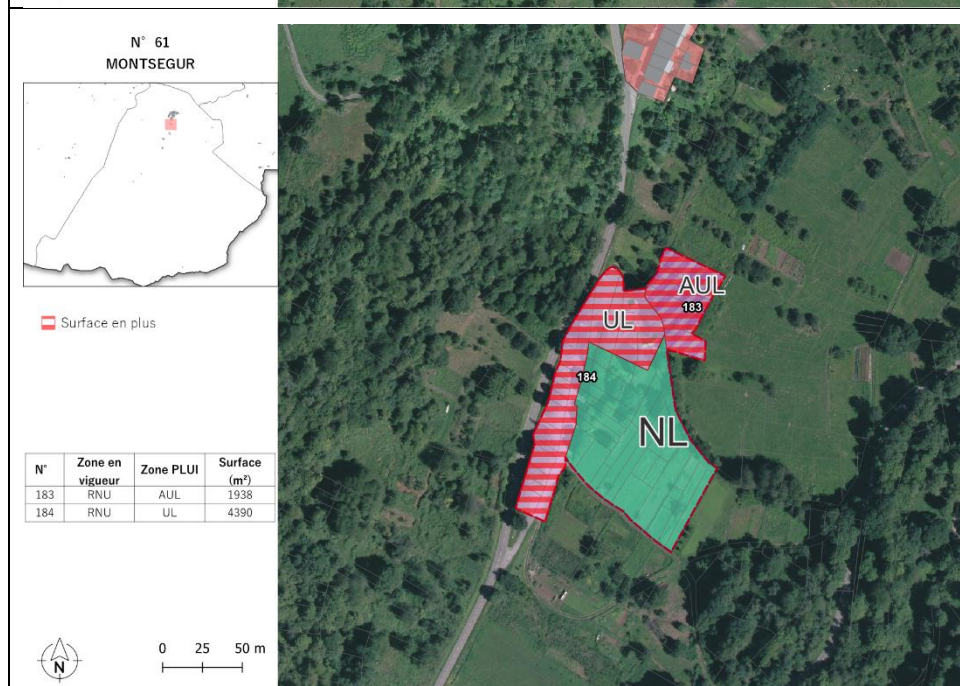 N° 61
MONTSEGUR
Surface en plus
N° Zone en vigueur Zone PLUI Surface (m²)
183 RNU AUL 1938
184 RNU UL 4390
N
0 25 50 m
AUL
183
UL
184
NL